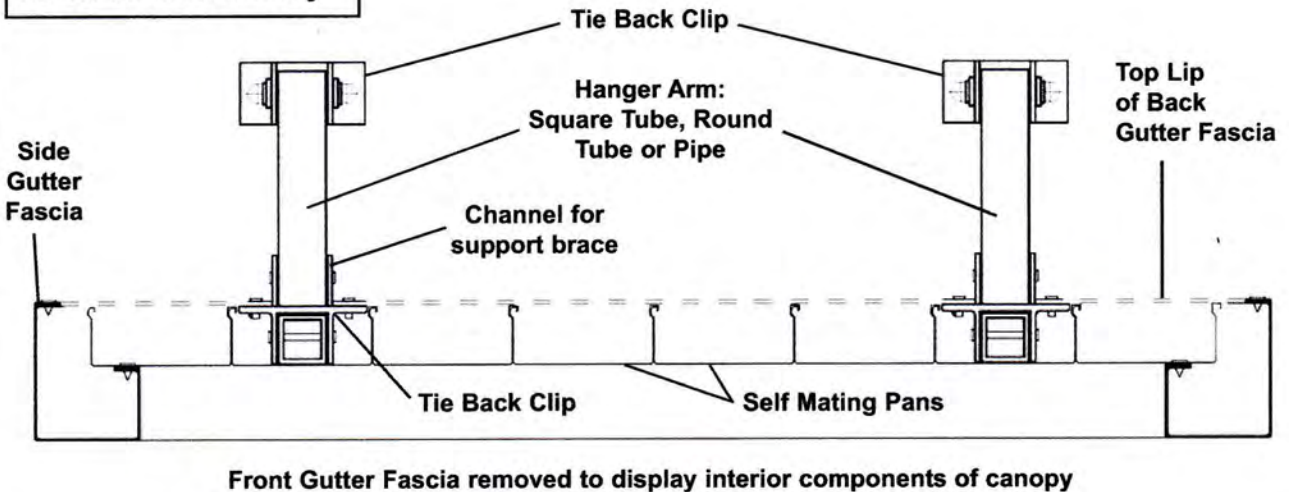 Tie Back Clip
Hanger Arm:
Square Tube, Round
Tube or Pipe
Top Lip
of Back
Gutter Fascia
Side
Gutter
Fascia
Channel for
support brace
Tie Back Clip
Self Mating Pans
Front Gutter Fascia removed to display interior components of canopy